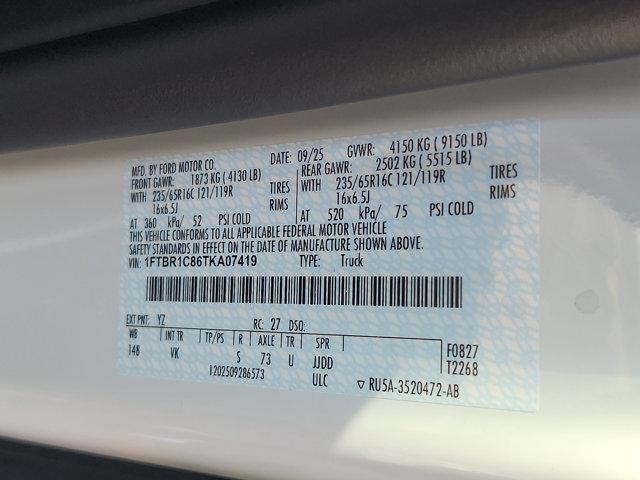 MFD. BY FORD MOTOR CO. DATE: 09/25 GVWR: 4150 KG ( 9150 LB)
FRONT GAWR: 1873 KG ( 4130 LB) REAR GAWR: 2502 KG ( 5515 LB)
WITH 235/65R16C 121/119R TIRES WITH 235/65R16C 121/119R TIRES
16x6.5J RIMS 16x6.5J RIMS
AT 360 kPa/ 52 PSI COLD AT 520 kPa/ 75 PSI COLD
THIS VEHICLE CONFORMS TO ALL APPLICABLE FEDERAL MOTOR VEHICLE
SAFETY STANDARDS IN EFFECT ON THE DATE OF MANUFACTURE SHOWN ABOVE.
VIN: 1FTBR1C86TKA07419 TYPE: Truck
EXT PNT: YZ RC: 27 DSO:
WB INT TR TP/PS R AXLE TR SPR F0827
148 VK S 73 U JJDD T2268
1202509286573 ULC ▽ RU5A-3520472-AB